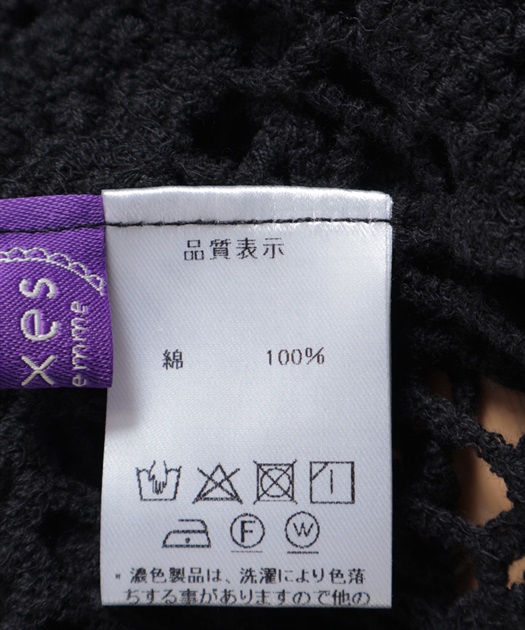 xes
emme
品質表示
綿 100%
F W
* 濃色製品は、洗濯により色落
ちする事がありますので他の